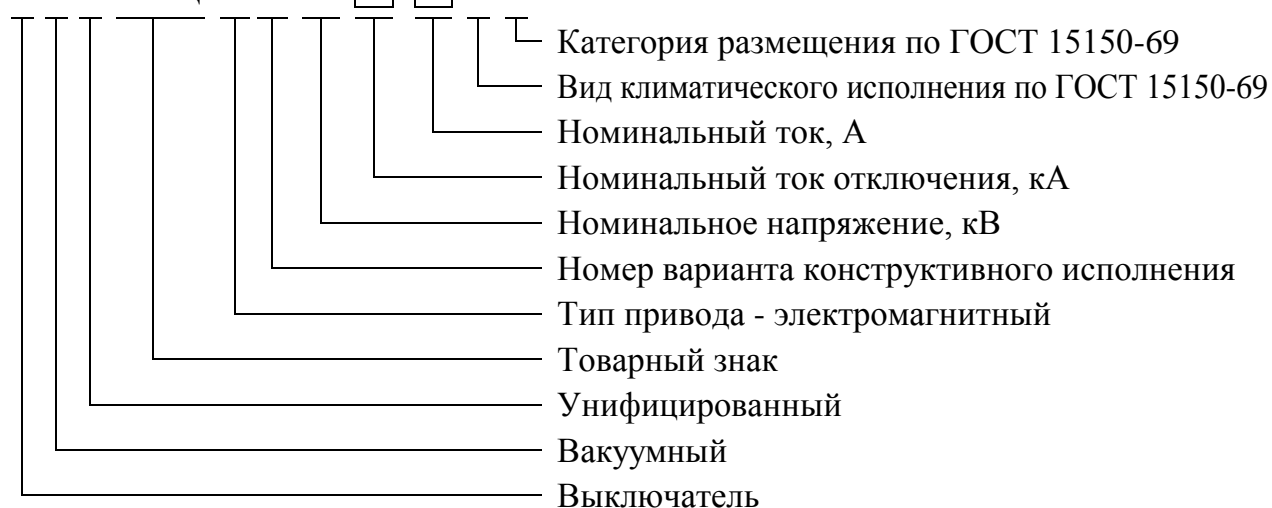 Категория размещения по ГОСТ 15150-69
Вид климатического исполнения по ГОСТ 15150-69
Номинальный ток, А
Номинальный ток отключения, кА
Номинальное напряжение, кВ
Номер варианта конструктивного исполнения
Тип привода - электромагнитный
Товарный знак
Унифицированный
Вакуумный
Выключатель